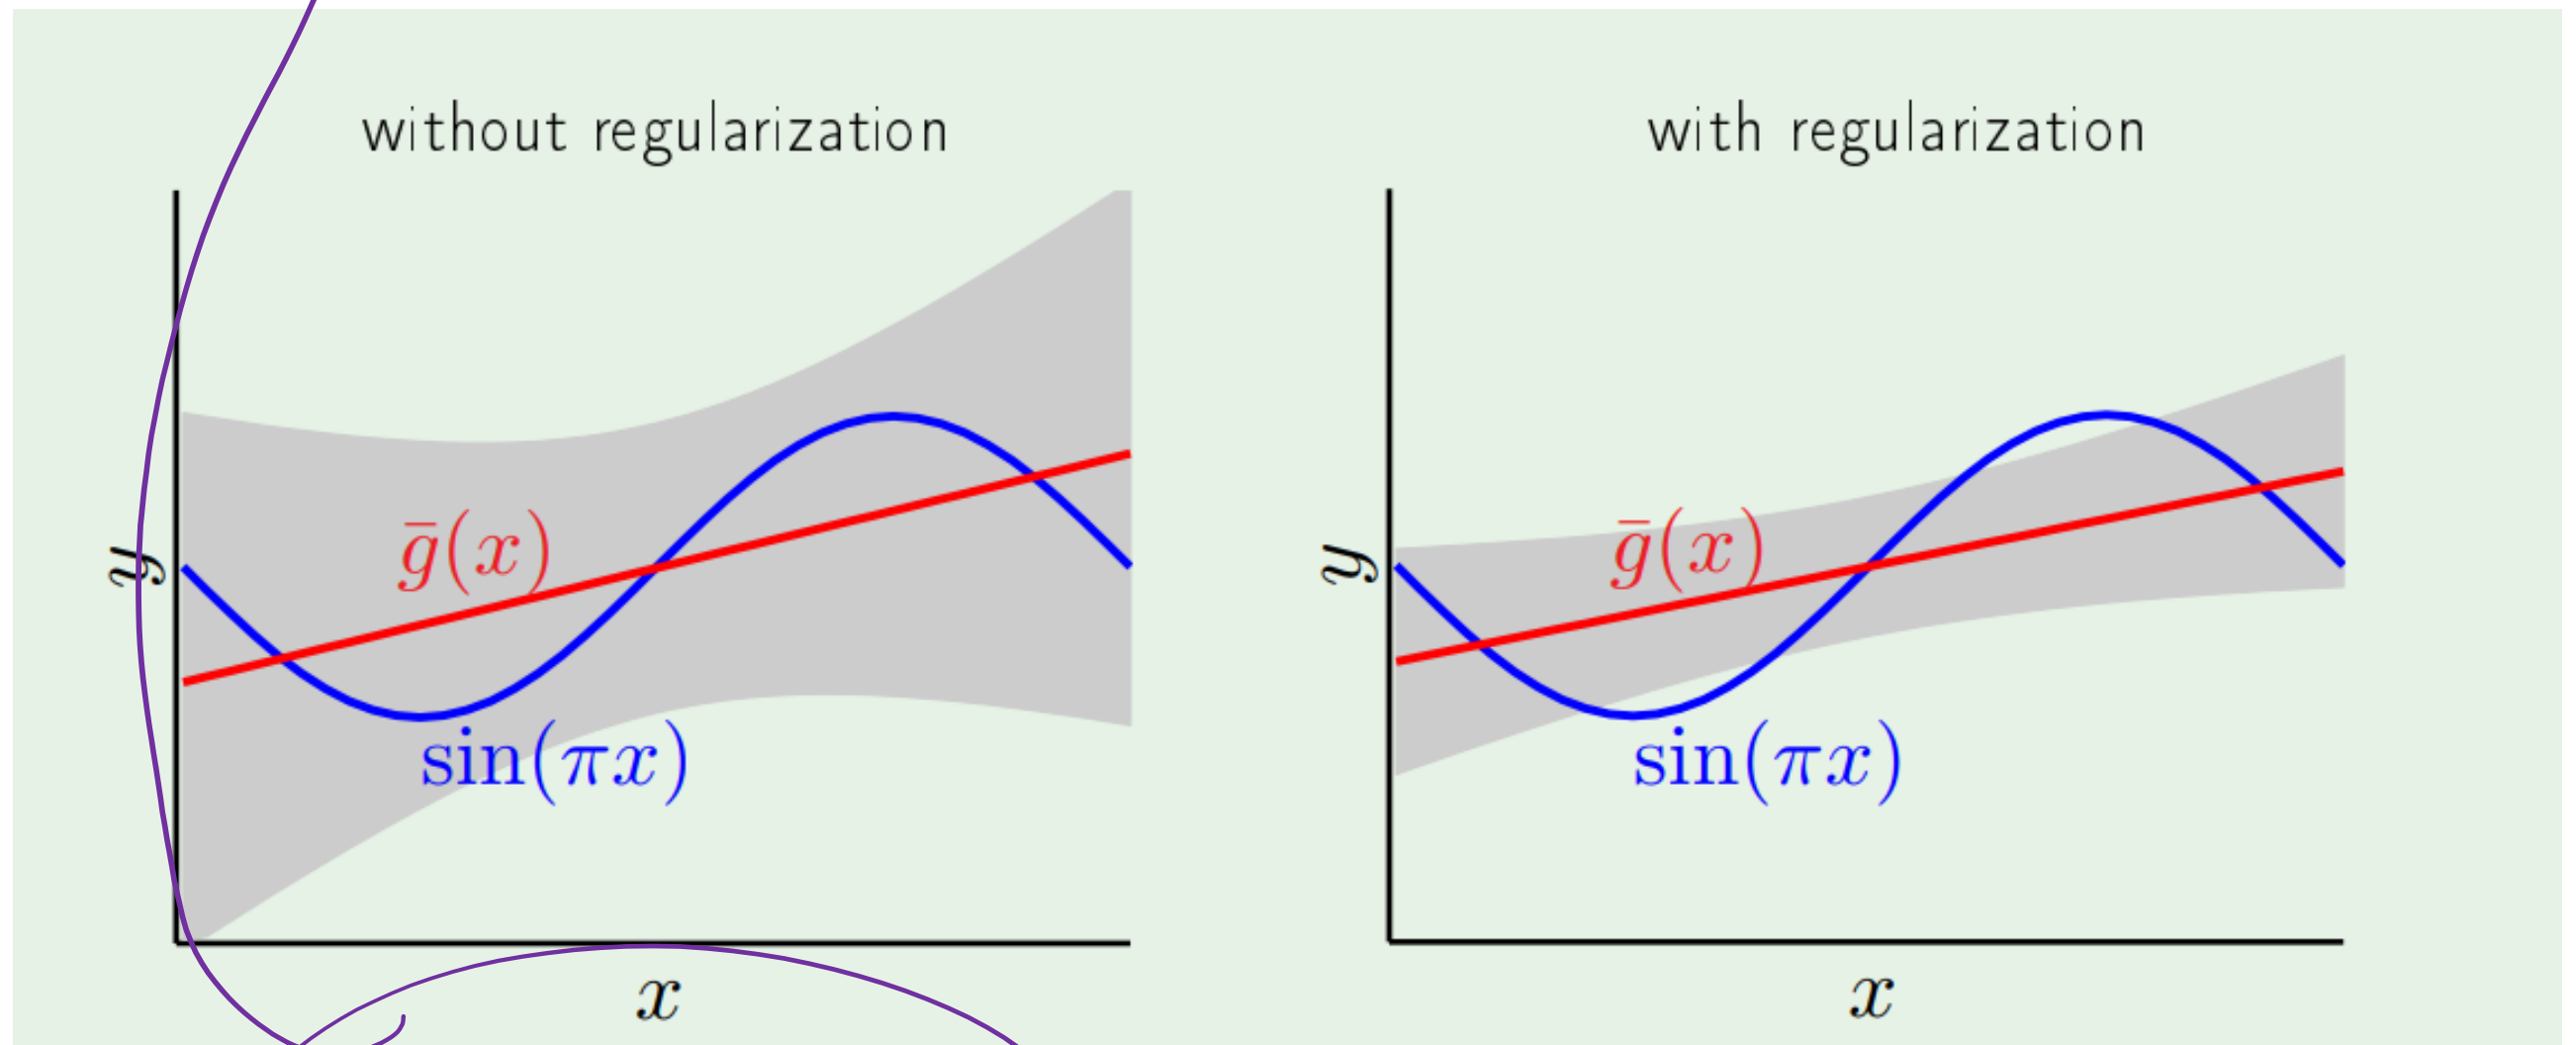 without regularization
y
ḡ(x)
sin(πx)
x
with regularization
y
ḡ(x)
sin(πx)
x